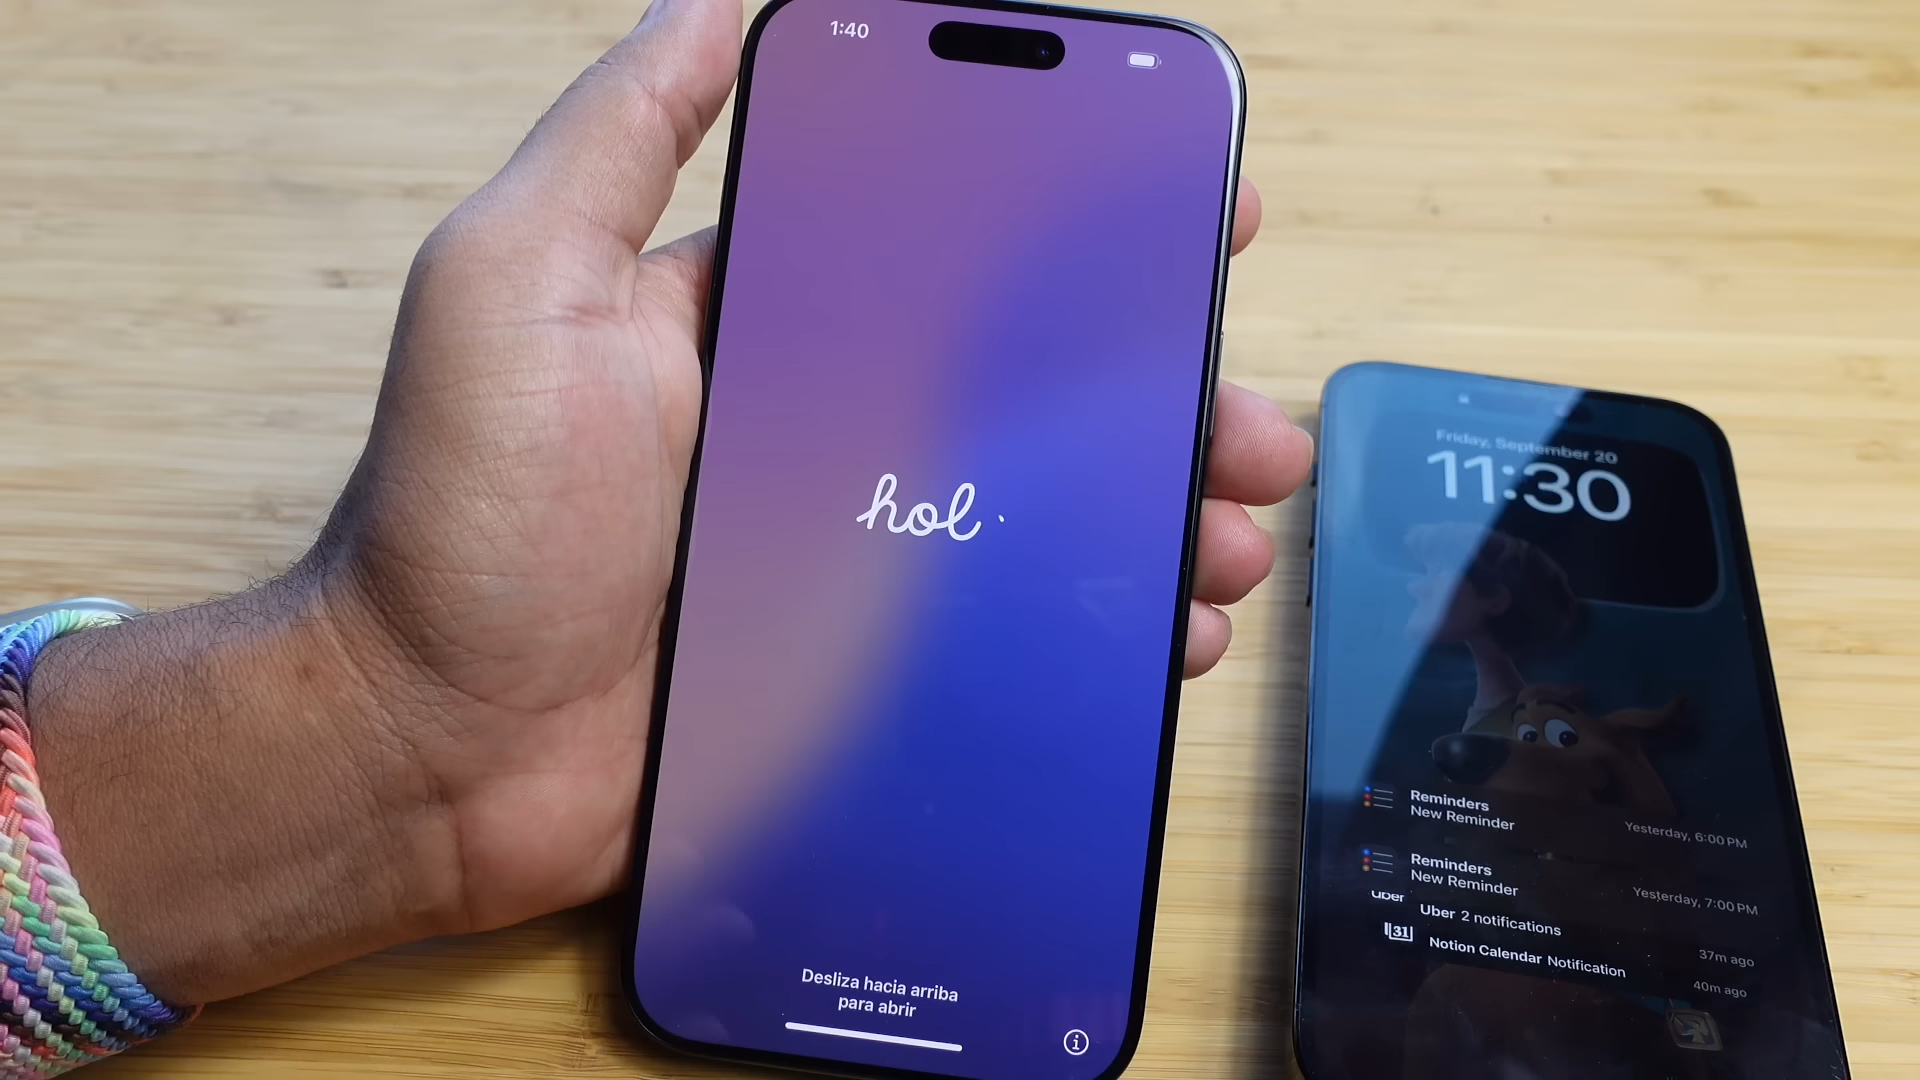 1:40
hol
Desliza hacia arriba
para abrir
Friday, September 20
11:30
Reminders
New Reminder
Yesterday, 6:00 PM
Reminders
New Reminder
Yesterday, 7:00 PM
Uber
Uber 2 notifications
37m ago
31
Notion Calendar Notification
40m ago